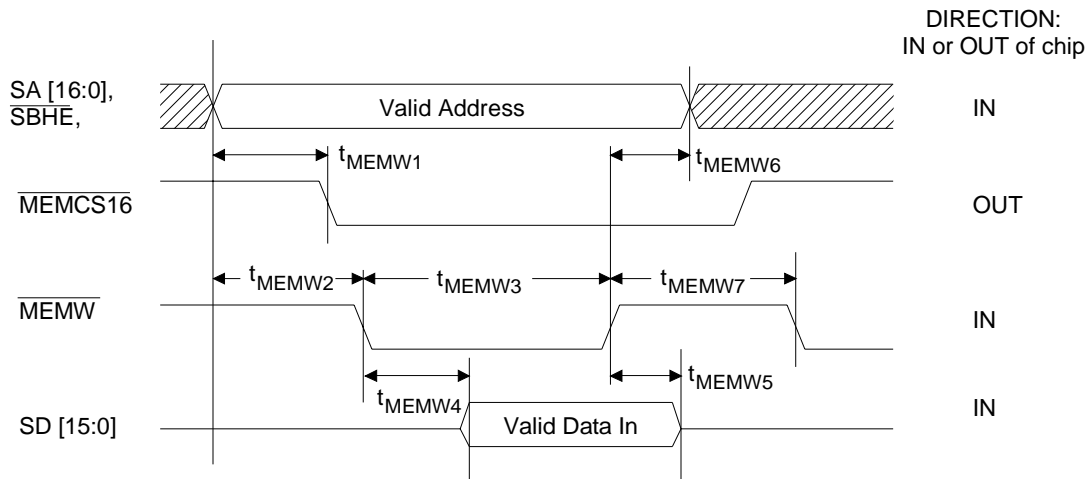 DIRECTION:
IN or OUT of chip
SA [16:0],
SBHE,
Valid Address
IN
tMEMW1
tMEMW6
MEMCS16
OUT
tMEMW2
tMEMW3
tMEMW7
MEMW
IN
tMEMW4
tMEMW5
IN
SD [15:0]
Valid Data In